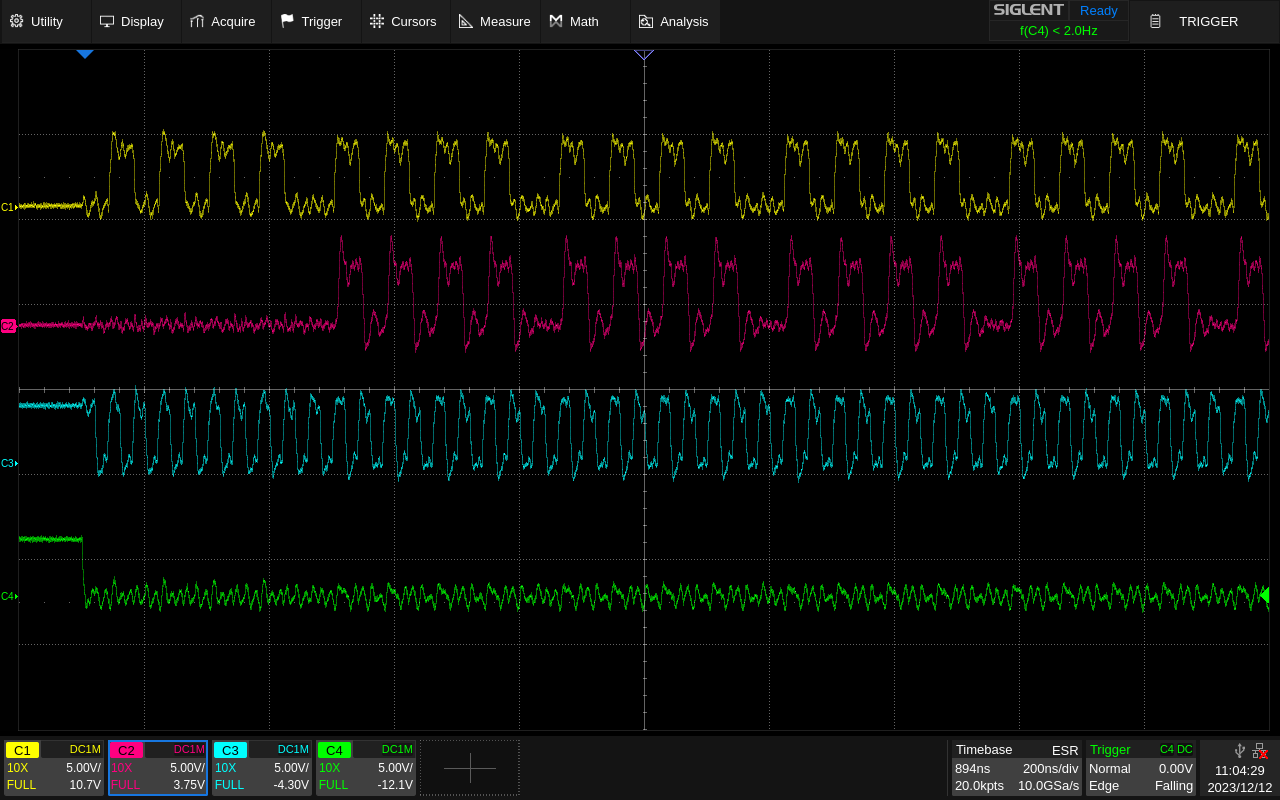 Utility Display Acquire Trigger Cursors Measure Math Analysis SIGLENT Ready TRIGGER
f(C4) < 2.0Hz
C1
C2
C3
C4
C1 DC1M C2 DC1M C3 DC1M C4 DC1M Timebase ESR Trigger C4 DC
10X 5.00V/ 10X 5.00V/ 10X 5.00V/ 10X 5.00V/ 894ns 200ns/div Normal 0.00V 11:04:29
FULL 10.7V FULL 3.75V FULL -4.30V FULL -12.1V 20.0kpts 10.0GSa/s Edge Falling 2023/12/12